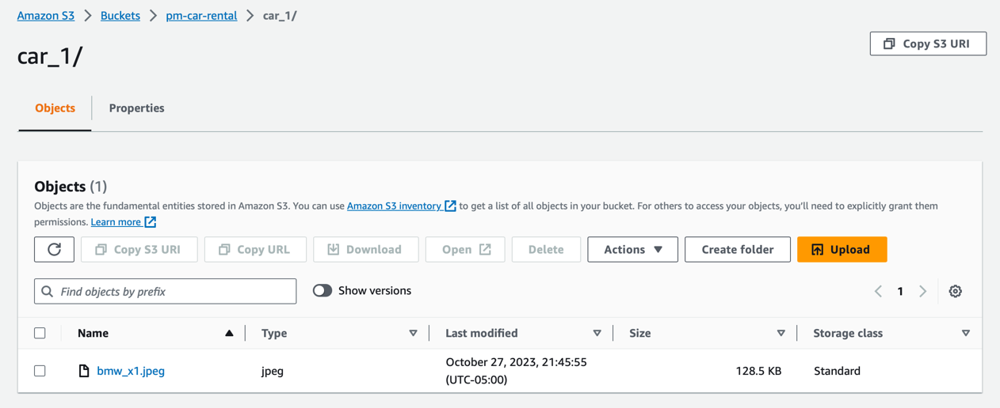 Amazon S3 > Buckets > pm-car-rental > car_1/
car_1/
Copy S3 URI
Objects
Properties
Objects (1)
Objects are the fundamental entities stored in Amazon S3. You can use Amazon S3 inventory to get a list of all objects in your bucket. For others to access your objects, you'll need to explicitly grant them
permissions. Learn more
Copy S3 URI Copy URL Download Open Delete Actions Create folder Upload
Find objects by prefix Show versions 1
Name Type Last modified Size Storage class
bmw_x1.jpeg jpeg October 27, 2023, 21:45:55 128.5 KB Standard
(UTC-05:00)